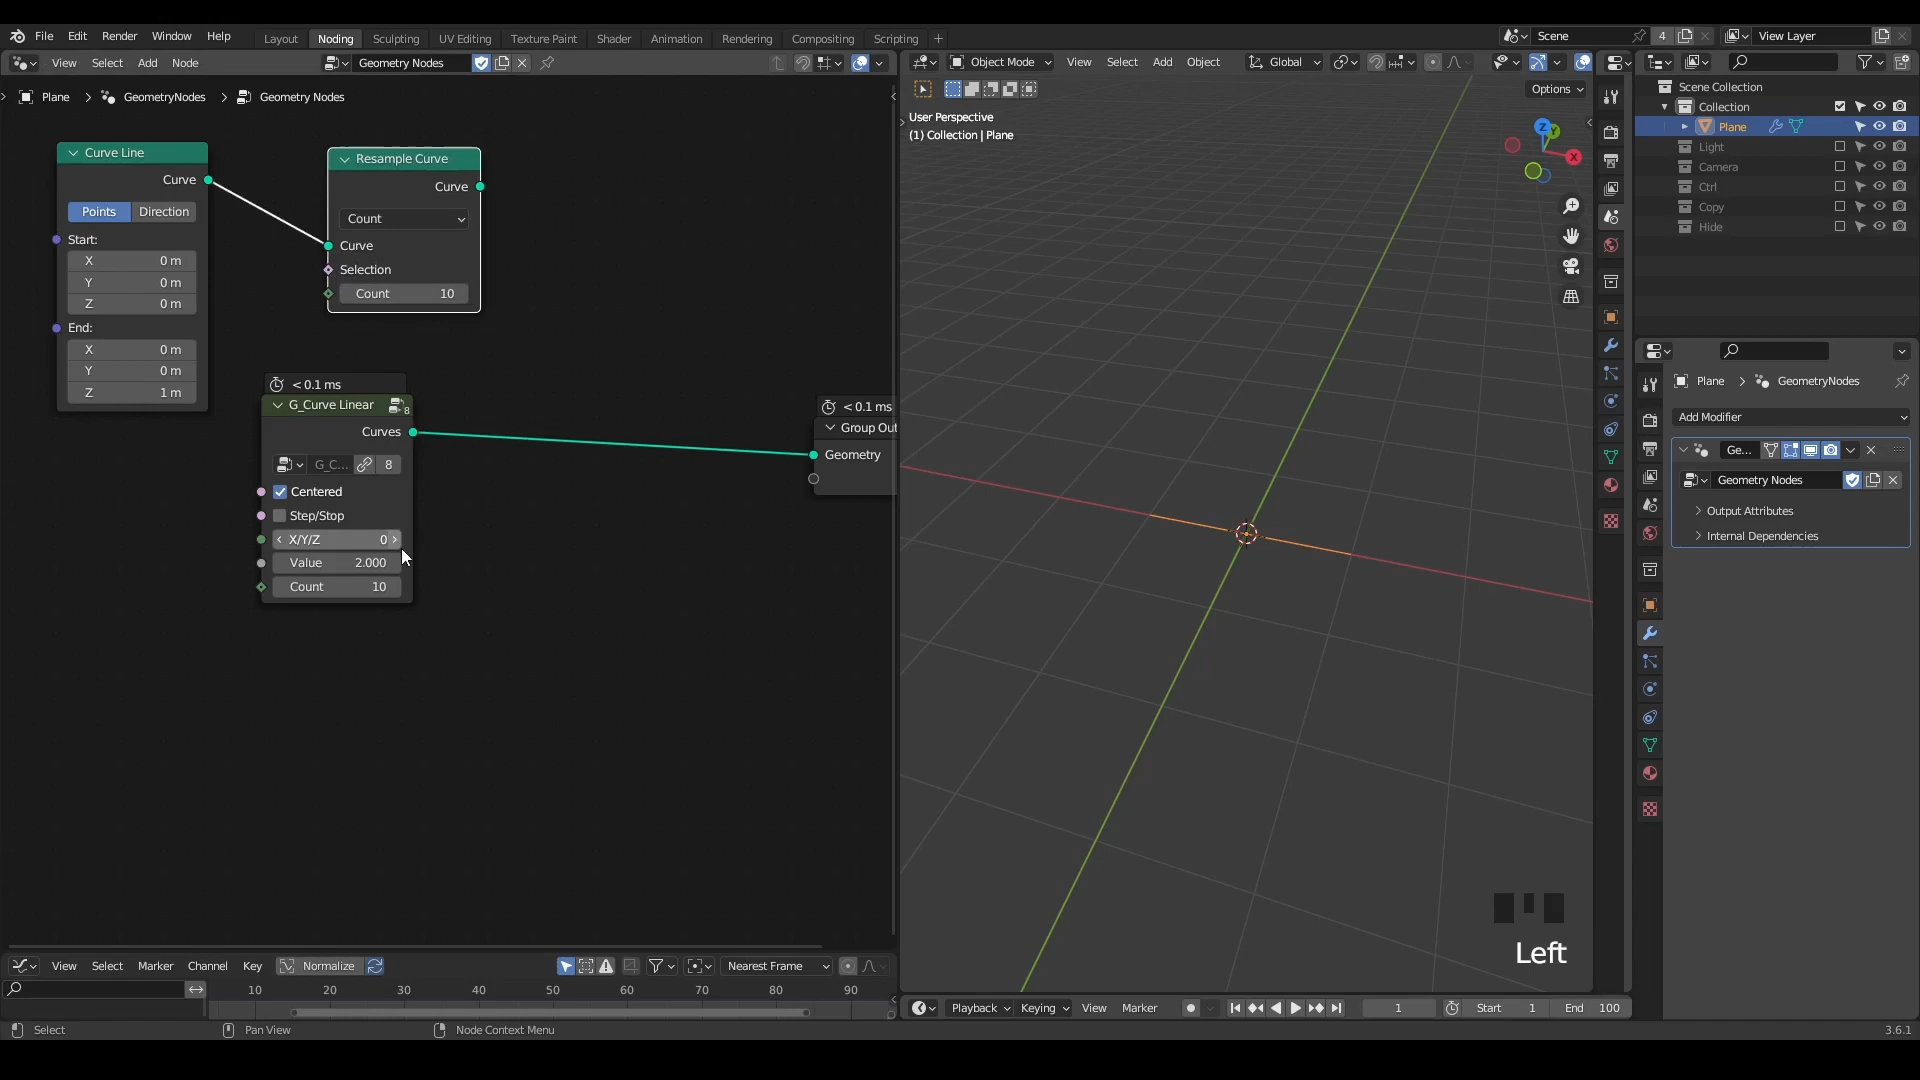 File Edit Render Window Help Layout Noding Sculpting UV Editing Texture Paint Shader Animation Rendering Compositing Scripting + Scene 4 View Layer
View Select Add Node Geometry Nodes
Plane > GeometryNodes > Geometry Nodes
Curve Line
Curve
Points Direction
Start:
X 0 m
Y 0 m
Z 0 m
End:
X 0 m
Y 0 m
Z 1 m
Resample Curve
Curve
Count
Curve
Selection
Count 10
< 0.1 ms
G_Curve Linear 8
Curves
G_C... 8
Centered
Step/Stop
X/Y/Z 0
Value 2.000
Count 10
< 0.1 ms
Group Out
Geometry
Object Mode View Select Add Object Global
Options
User Perspective
(1) Collection | Plane
Z
Y
X
Left
Scene Collection
Collection
Plane
Light
Camera
Ctrl
Copy
Hide
Plane > GeometryNodes
Add Modifier
Ge...
Geometry Nodes
Output Attributes
Internal Dependencies
View Select Marker Channel Key Normalize Nearest Frame
10 20 30 40 50 60 70 80 90
Playback Keying View Marker 1 Start 1 End 100
Select Pan View Node Context Menu 3.6.1